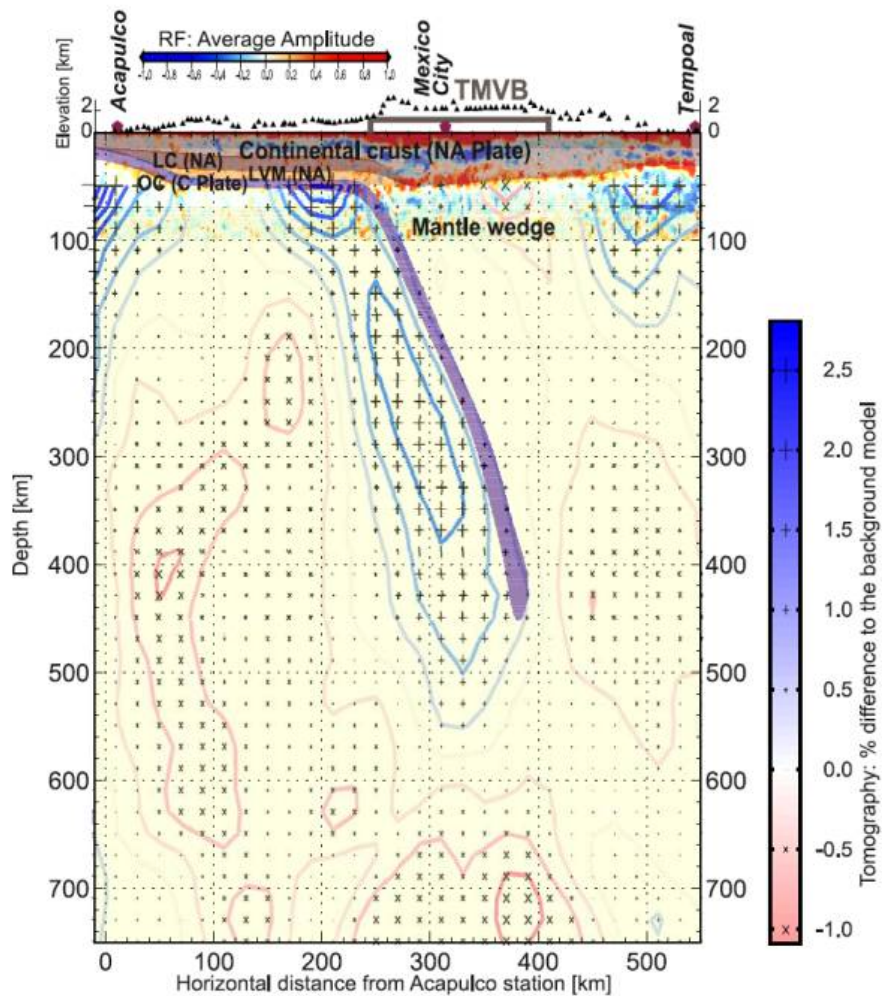 RF: Average Amplitude
-1.0 -0.8 -0.6 -0.4 -0.2 0.0 0.2 0.4 0.6 0.8 1.0
Elevation [km]
2
0
Acapulco
Mexico
City
TMVB
Tempoal
2
0
Continental crust (NA Plate)
LC (NA)
OC (C Plate)
LVM (NA)
Mantle wedge
Depth [km]
100
200
300
400
500
600
700
100
200
300
400
500
600
700
0 100 200 300 400 500
Horizontal distance from Acapulco station [km]
2.5
2.0
1.5
1.0
0.5
0.0
-0.5
-1.0
Tomography: % difference to the background model